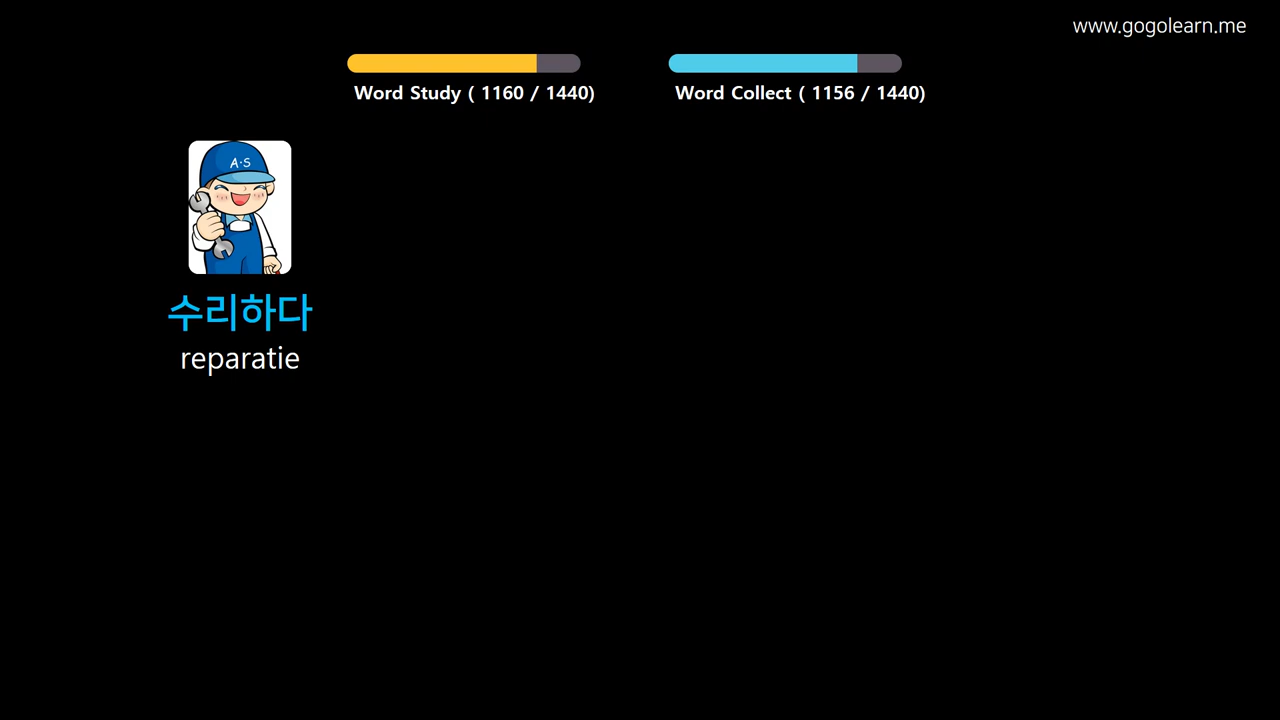 www.gogolearn.me
Word Study ( 1160 / 1440)
Word Collect ( 1156 / 1440)
A·S
수리하다
reparatie